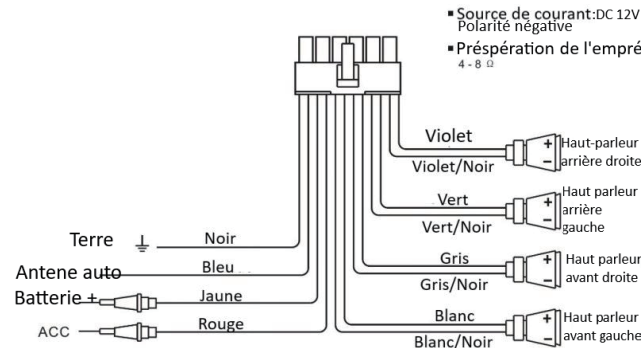 ▪ Source de courant:DC 12V
Polarité négative
▪ Préspération de l'empré
4 - 8 Ω
Violet
Violet/Noir
Haut-parleur
arrière droite
Vert
Vert/Noir
Haut parleur
arrière
gauche
Terre
Noir
Gris
Gris/Noir
Haut parleur
avant droite
Antene auto
Bleu
Batterie +
Jaune
Blanc
Blanc/Noir
Haut parleur
avant gauche
ACC
Rouge
+
−
+
−
+
−
+
−